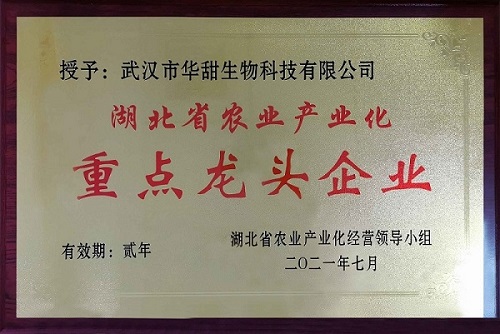 授予：武汉市华甜生物科技有限公司
湖北省农业产业化
重点龙头企业
有效期：贰年
湖北省农业产业化经营领导小组
二〇二一年七月